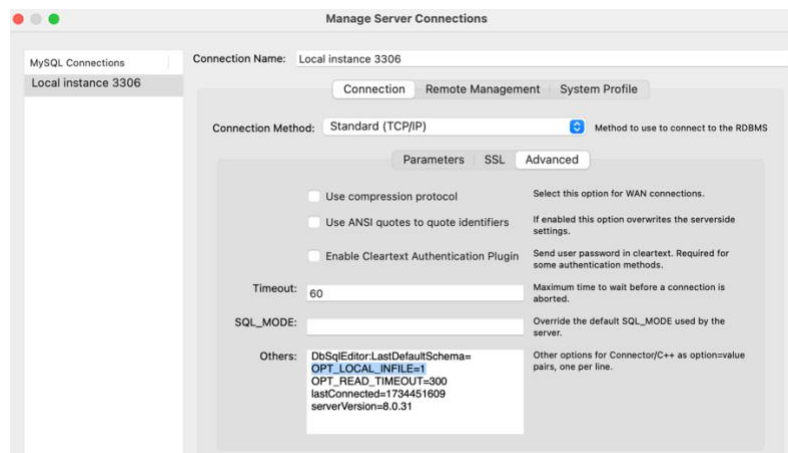 Manage Server Connections
MySQL Connections
Local instance 3306
Connection Name: Local instance 3306
Connection Remote Management System Profile
Connection Method: Standard (TCP/IP) Method to use to connect to the RDBMS
Parameters SSL Advanced
Use compression protocol
Select this option for WAN connections.
Use ANSI quotes to quote identifiers
If enabled this option overwrites the serverside
settings.
Enable Cleartext Authentication Plugin
Send user password in cleartext. Required for
some authentication methods.
Timeout: 60
Maximum time to wait before a connection is
aborted.
SQL_MODE:
Override the default SQL_MODE used by the
server.
Others:
DbSqlEditor:LastDefaultSchema=
OPT_LOCAL_INFILE=1
OPT_READ_TIMEOUT=300
lastConnected=1734451609
serverVersion=8.0.31
Other options for Connector/C++ as option=value
pairs, one per line.